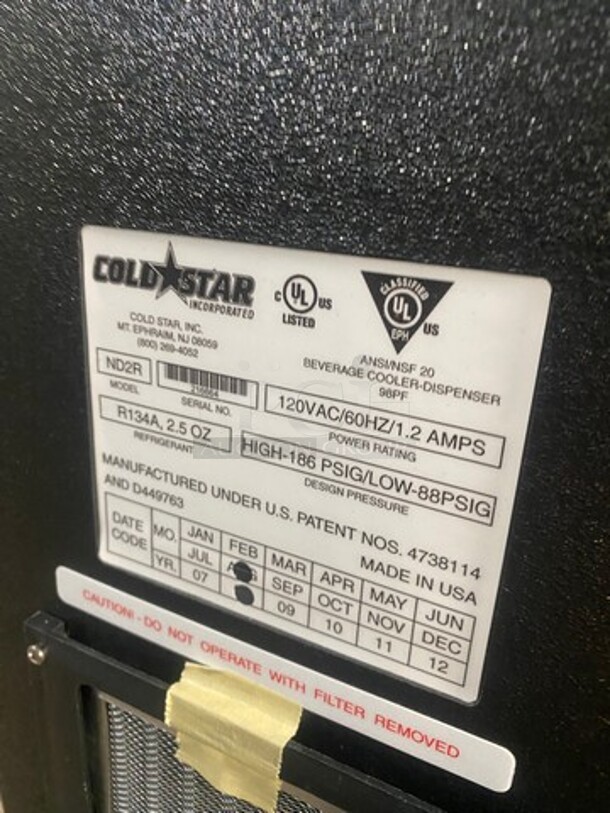 COLD STAR
INCORPORATED
COLD STAR, INC.
MT. EPHRAIM, NJ 08059
(800) 269-4052
C UL US
LISTED
CLASSIFIED
UL
EPH
US
ANSI/NSF 20
BEVERAGE COOLER-DISPENSER
98PF
ND2R
MODEL
216664
SERIAL NO.
120VAC/60HZ/1.2 AMPS
POWER RATING
R134A, 2.5 OZ
REFRIGERANT
HIGH-186 PSIG/LOW-88PSIG
DESIGN PRESSURE
MANUFACTURED UNDER U.S. PATENT NOS. 4738114
AND D449763
MADE IN USA
DATE CODE
MO. JAN FEB MAR APR MAY JUN
JUL AUG SEP OCT NOV DEC
YR. 07 09 10 11 12
CAUTION! - DO NOT OPERATE WITH FILTER REMOVED